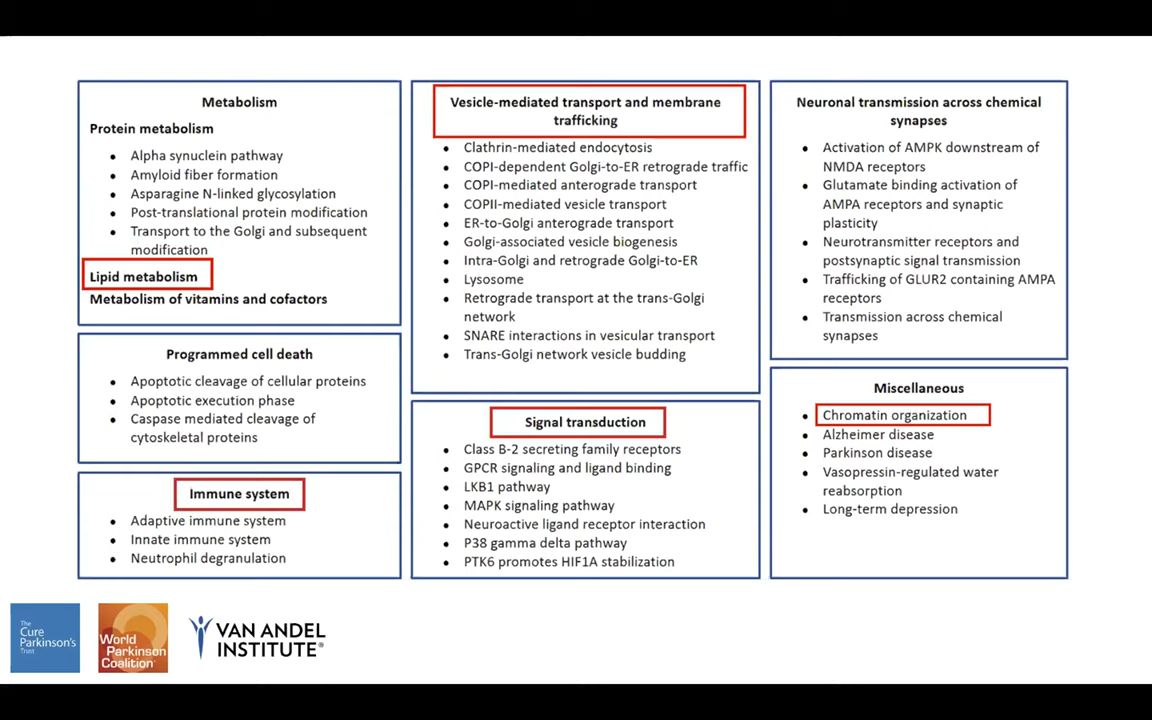 Metabolism
Protein metabolism
• Alpha synuclein pathway
• Amyloid fiber formation
• Asparagine N-linked glycosylation
• Post-translational protein modification
• Transport to the Golgi and subsequent
modification
Lipid metabolism
Metabolism of vitamins and cofactors
Programmed cell death
• Apoptotic cleavage of cellular proteins
• Apoptotic execution phase
• Caspase mediated cleavage of
cytoskeletal proteins
Immune system
• Adaptive immune system
• Innate immune system
• Neutrophil degranulation
Vesicle-mediated transport and membrane
trafficking
• Clathrin-mediated endocytosis
• COPI-dependent Golgi-to-ER retrograde traffic
• COPI-mediated anterograde transport
• COPII-mediated vesicle transport
• ER-to-Golgi anterograde transport
• Golgi-associated vesicle biogenesis
• Intra-Golgi and retrograde Golgi-to-ER
• Lysosome
• Retrograde transport at the trans-Golgi
network
• SNARE interactions in vesicular transport
• Trans-Golgi network vesicle budding
Signal transduction
• Class B-2 secreting family receptors
• GPCR signaling and ligand binding
• LKB1 pathway
• MAPK signaling pathway
• Neuroactive ligand receptor interaction
• P38 gamma delta pathway
• PTK6 promotes HIF1A stabilization
Neuronal transmission across chemical
synapses
• Activation of AMPK downstream of
NMDA receptors
• Glutamate binding activation of
AMPA receptors and synaptic
plasticity
• Neurotransmitter receptors and
postsynaptic signal transmission
• Trafficking of GLUR2 containing AMPA
receptors
• Transmission across chemical
synapses
Miscellaneous
• Chromatin organization
• Alzheimer disease
• Parkinson disease
• Vasopressin-regulated water
reabsorption
• Long-term depression
The
Cure
Parkinson's
Trust
World
Parkinson
Coalition
VAN ANDEL
INSTITUTE®